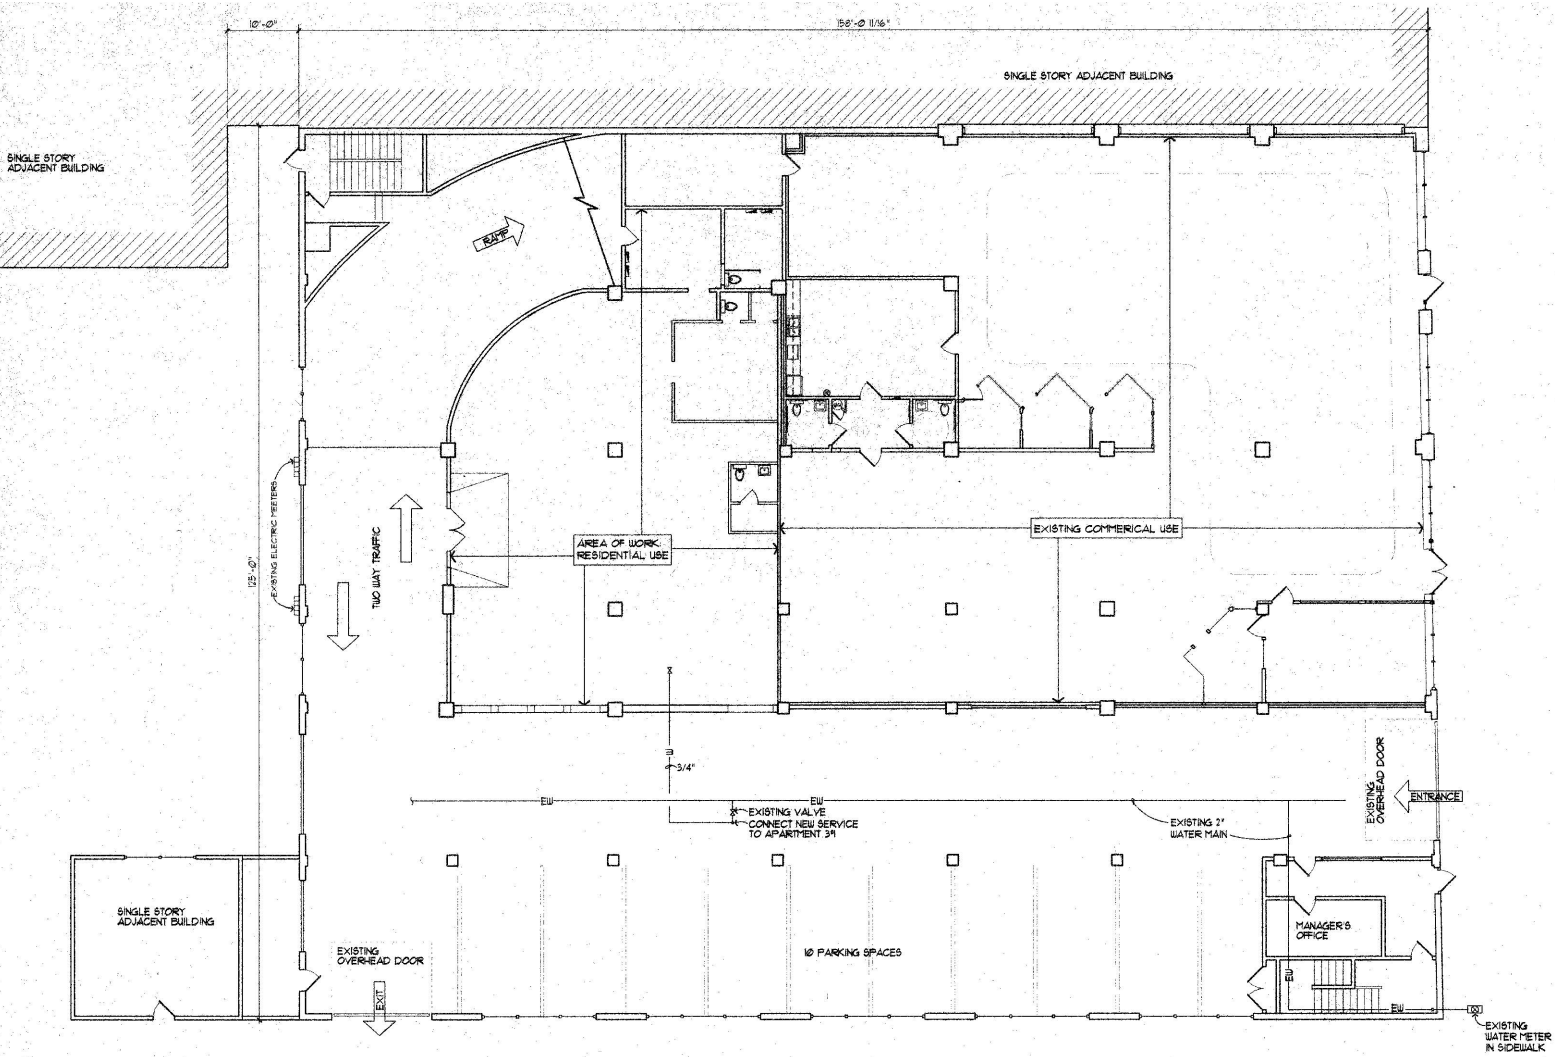 10'-0"
158'-0 11/16"
SINGLE STORY ADJACENT BUILDING
SINGLE STORY
ADJACENT BUILDING
RAMP
EXISTING ELECTRIC MEETERS
TWO WAY TRAFFIC
125'-0"
AREA OF WORK:
RESIDENTIAL USE
EXISTING COMMERICAL USE
W
3/4"
EW
EW
EXISTING VALVE
CONNECT NEW SERVICE
TO APARTMENT 39
EXISTING 2"
WATER MAIN
EXISTING
OVERHEAD DOOR
ENTRANCE
SINGLE STORY
ADJACENT BUILDING
EXISTING
OVERHEAD DOOR
EXIT
10 PARKING SPACES
MANAGER'S
OFFICE
EW
EW
EXISTING
WATER METER
IN SIDEWALK